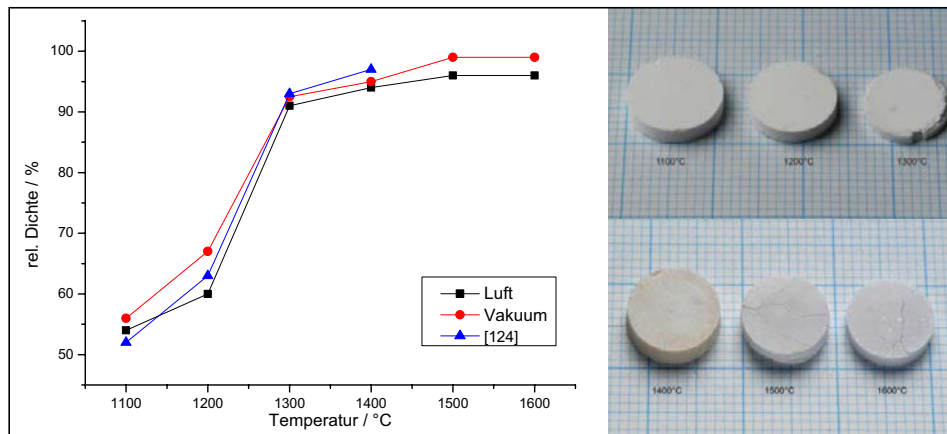 100
90
80
70
60
50
rel. Dichte / %
1100 1200 1300 1400 1500 1600
Temperatur / °C
Luft
Vakuum
[124]
1100°C
1200°C
1300°C
1400°C
1500°C
1600°C